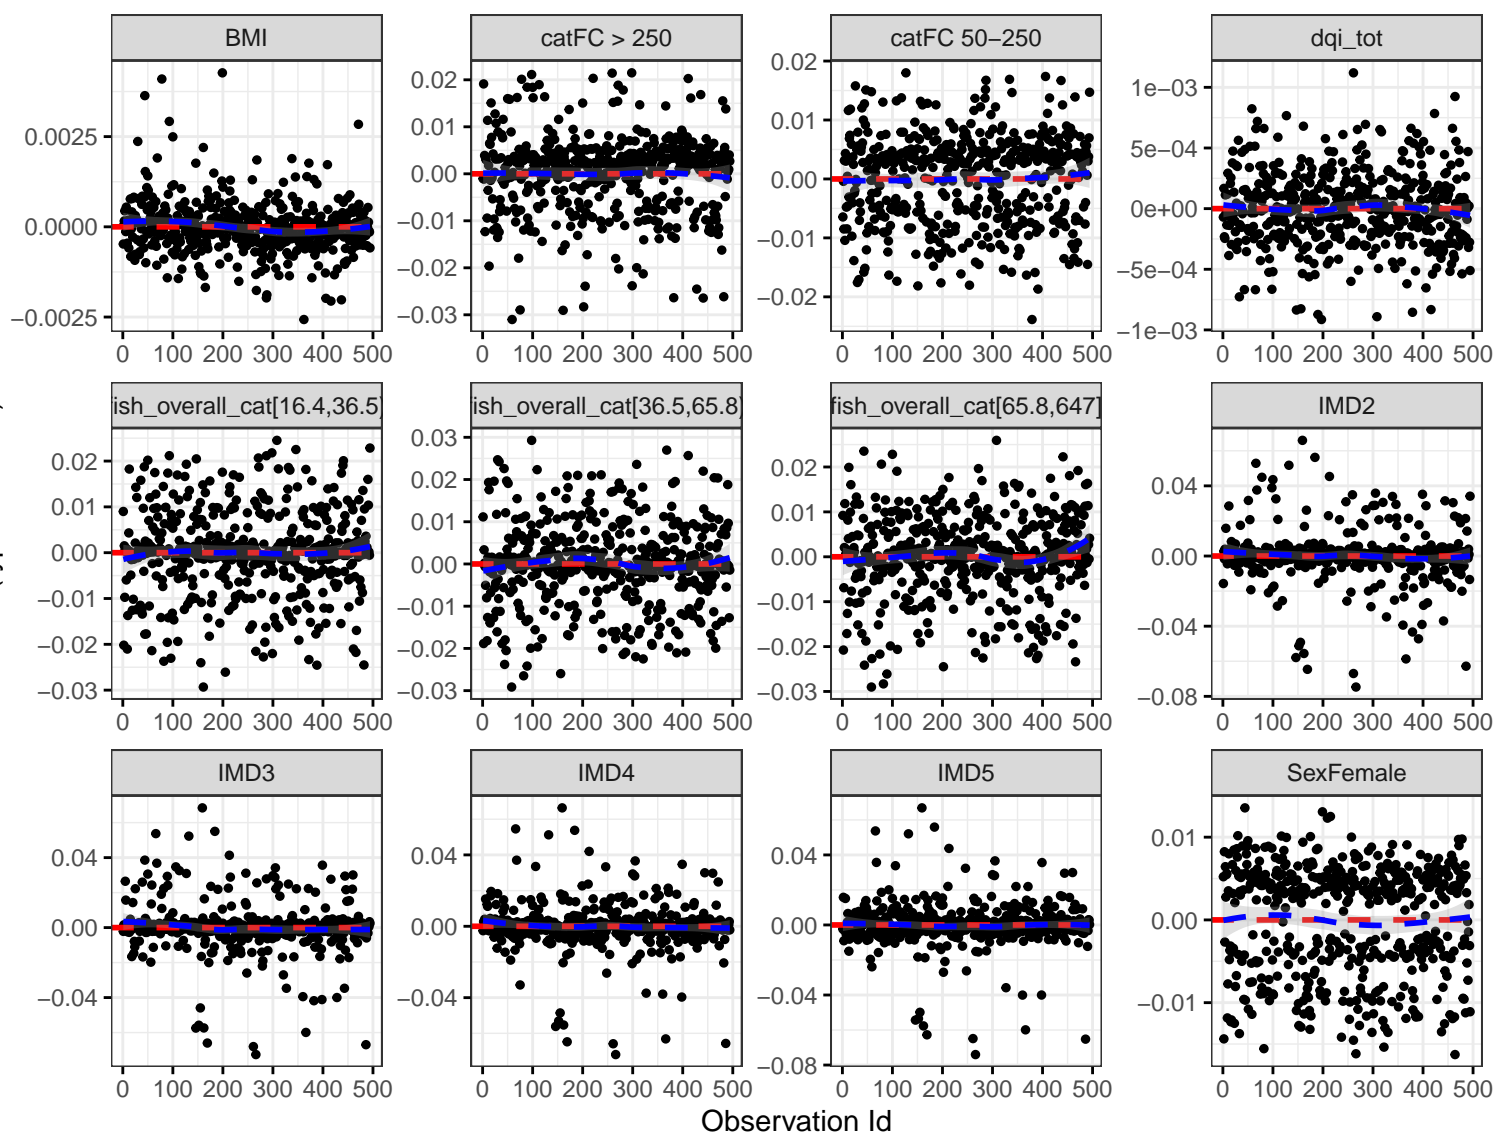 BMI catFC > 250 catFC 50−250 dqi_tot
0.0025 0.0000 −0.0025
0.02 0.01 0.00 −0.01 −0.02 −0.03
0.02 0.01 0.00 −0.01 −0.02
1e−03 5e−04 0e+00 −5e−04 −1e−03
0 100 200 300 400 500 0 100 200 300 400 500 0 100 200 300 400 500 0 100 200 300 400 500
fish_overall_cat[16.4,36.5) ish_overall_cat[36.5,65.8) fish_overall_cat[65.8,647] IMD2
0.02 0.01 0.00 −0.01 −0.02 −0.03
0.03 0.02 0.01 0.00 −0.01 −0.02 −0.03
0.02 0.01 0.00 −0.01 −0.02 −0.03
0.04 0.00 −0.04 −0.08
0 100 200 300 400 500 0 100 200 300 400 500 0 100 200 300 400 500 0 100 200 300 400 500
IMD3 IMD4 IMD5 SexFemale
0.04 0.00 −0.04
0.04 0.00 −0.04
0.04 0.00 −0.04 −0.08
0.01 0.00 −0.01
0 100 200 300 400 500 0 100 200 300 400 500 0 100 200 300 400 500 0 100 200 300 400 500
Observation Id